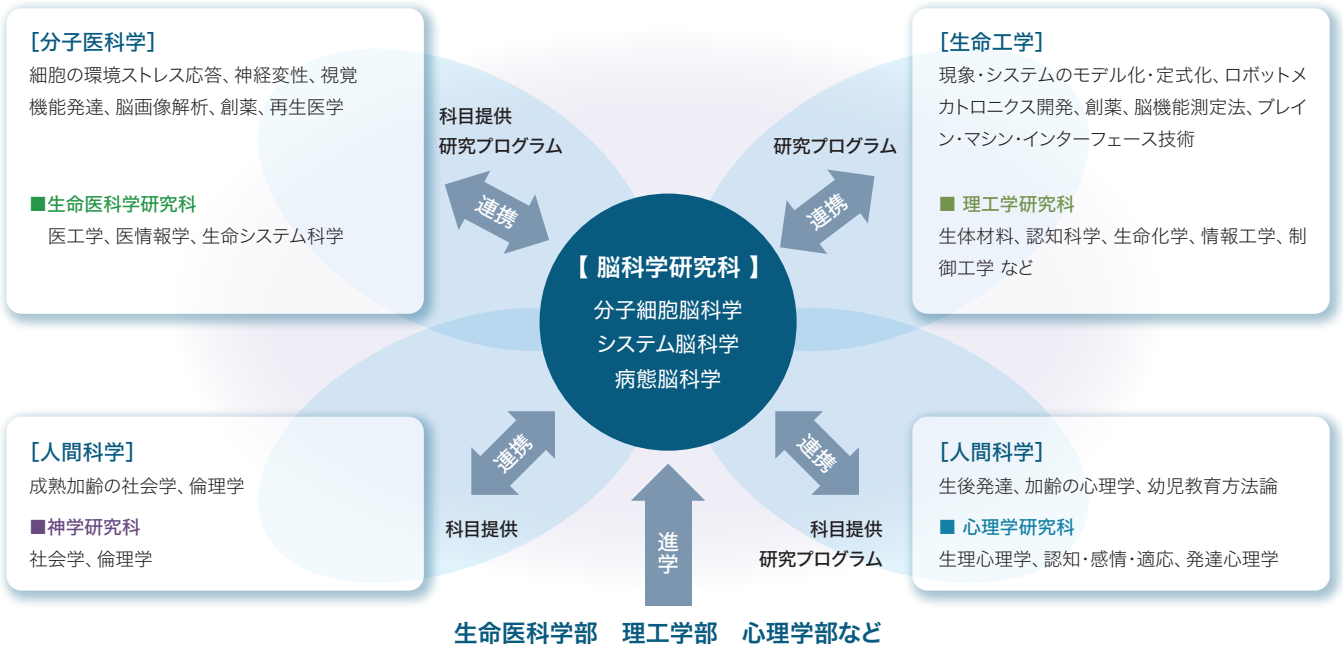 ［分子医科学］
細胞の環境ストレス応答、神経変性、視覚
機能発達、脳画像解析、創薬、再生医学
■生命医科学研究科
医工学、医情報学、生命システム科学
科目提供
研究プログラム
連携
［生命工学］
現象・システムのモデル化・定式化、ロボットメ
カトロニクス開発、創薬、脳機能測定法、ブレイ
ン・マシン・インターフェース技術
■ 理工学研究科
生体材料、認知科学、生命化学、情報工学、制
御工学 など
研究プログラム
連携
【 脳科学研究科 】
分子細胞脳科学
システム脳科学
病態脳科学
［人間科学］
成熟加齢の社会学、倫理学
■神学研究科
社会学、倫理学
連携
科目提供
［人間科学］
生後発達、加齢の心理学、幼児教育方法論
■ 心理学研究科
生理心理学、認知・感情・適応、発達心理学
連携
科目提供
研究プログラム
進学
生命医科学部　理工学部　心理学部など